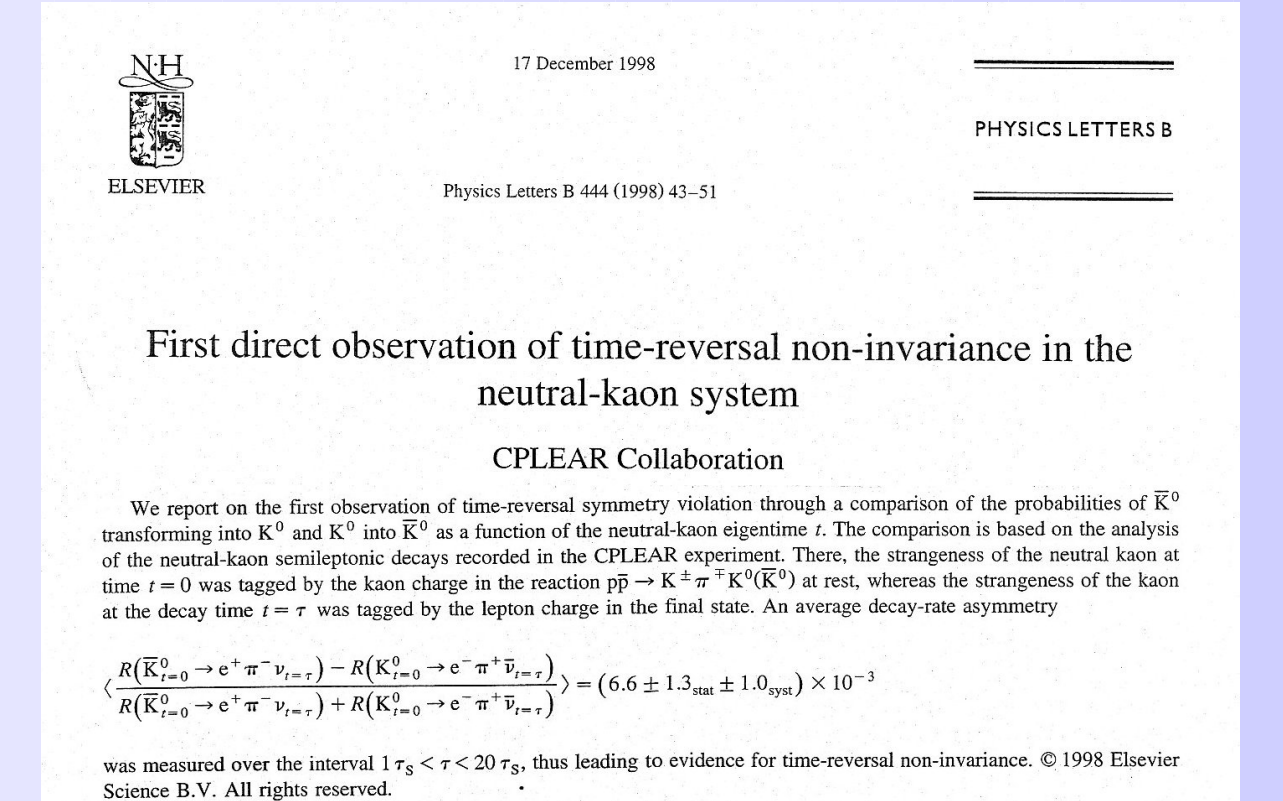 N·H
ELSEVIER
17 December 1998
PHYSICS LETTERS B
Physics Letters B 444 (1998) 43–51
First direct observation of time-reversal non-invariance in the
neutral-kaon system
CPLEAR Collaboration
We report on the first observation of time-reversal symmetry violation through a comparison of the probabilities of K̅⁰
transforming into K⁰ and K⁰ into K̅⁰ as a function of the neutral-kaon eigentime t. The comparison is based on the analysis
of the neutral-kaon semileptonic decays recorded in the CPLEAR experiment. There, the strangeness of the neutral kaon at
time t = 0 was tagged by the kaon charge in the reaction pp̅ → K±π∓K⁰(K̅⁰) at rest, whereas the strangeness of the kaon
at the decay time t = τ was tagged by the lepton charge in the final state. An average decay-rate asymmetry
⟨ R(K̅⁰ₜ₌₀ → e⁺π⁻ν_{t=τ}) − R(K⁰ₜ₌₀ → e⁻π⁺ν̅_{t=τ})
R(K̅⁰ₜ₌₀ → e⁺π⁻ν_{t=τ}) + R(K⁰ₜ₌₀ → e⁻π⁺ν̅_{t=τ}) ⟩ = (6.6 ± 1.3_{stat} ± 1.0_{syst}) × 10⁻³
was measured over the interval 1τ_S < τ < 20τ_S, thus leading to evidence for time-reversal non-invariance. © 1998 Elsevier
Science B.V. All rights reserved.